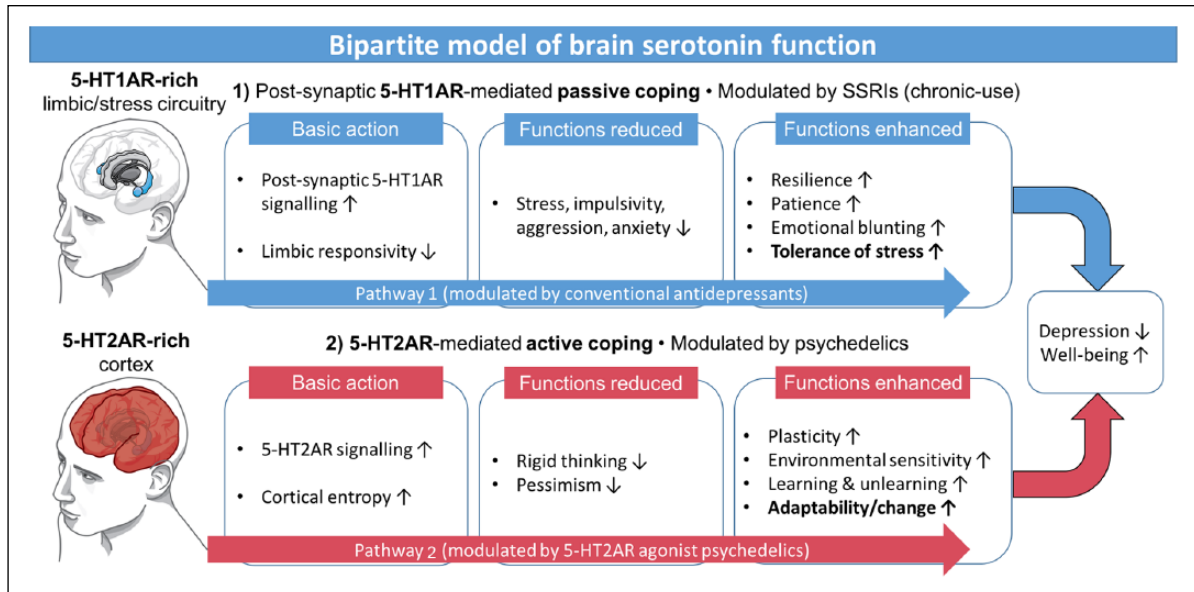 Bipartite model of brain serotonin function
5-HT1AR-rich
limbic/stress circuitry
1) Post-synaptic 5-HT1AR-mediated passive coping • Modulated by SSRIs (chronic-use)
Basic action
• Post-synaptic 5-HT1AR
signalling ↑
• Limbic responsivity ↓
Functions reduced
• Stress, impulsivity,
aggression, anxiety ↓
Functions enhanced
• Resilience ↑
• Patience ↑
• Emotional blunting ↑
• Tolerance of stress ↑
Pathway 1 (modulated by conventional antidepressants)
5-HT2AR-rich
cortex
2) 5-HT2AR-mediated active coping • Modulated by psychedelics
Basic action
• 5-HT2AR signalling ↑
• Cortical entropy ↑
Functions reduced
• Rigid thinking ↓
• Pessimism ↓
Functions enhanced
• Plasticity ↑
• Environmental sensitivity ↑
• Learning & unlearning ↑
• Adaptability/change ↑
Pathway 2 (modulated by 5-HT2AR agonist psychedelics)
Depression ↓
Well-being ↑